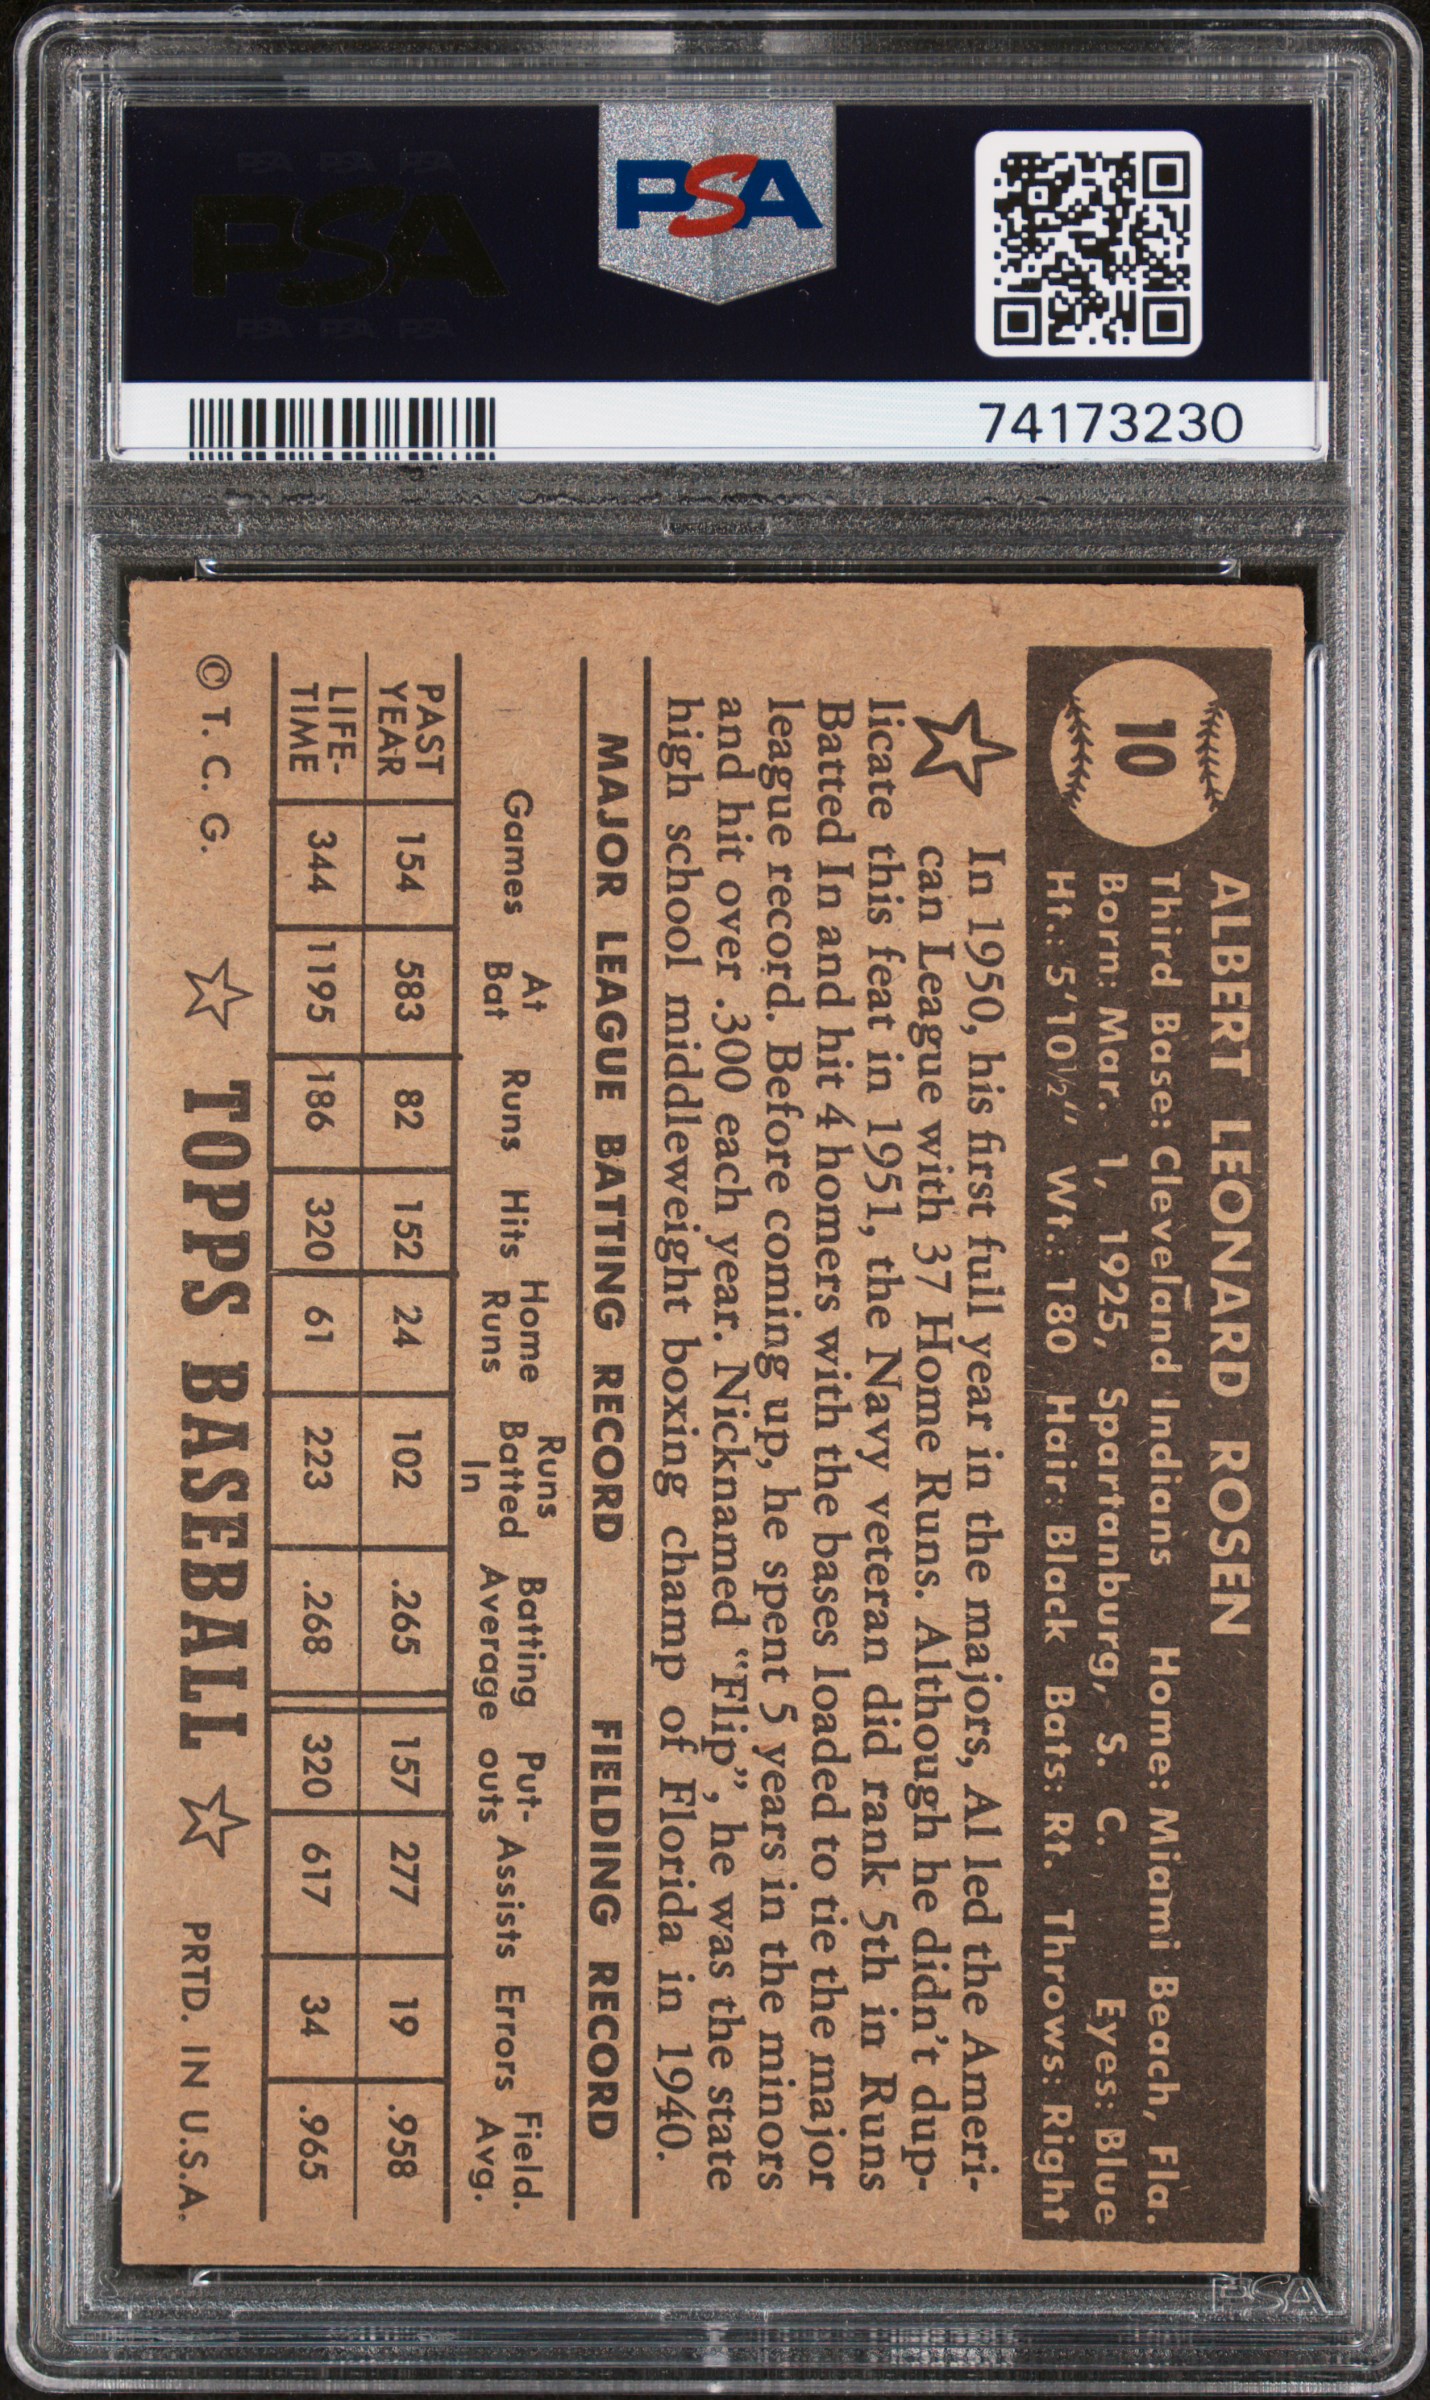 PSA
PSA PSA PSA
PSA
PSA PSA PSA
74173230
10
ALBERT LEONARD ROSEN
Third Base: Cleveland Indians Home: Miami Beach, Fla.
Born: Mar. 1, 1925, Spartanburg, S. C. Eyes: Blue
Ht.: 5'10½" Wt.: 180 Hair: Black Bats: Rt. Throws: Right
In 1950, his first full year in the majors, Al led the Ameri-
can League with 37 Home Runs. Although he didn't dup-
licate this feat in 1951, the Navy veteran did rank 5th in Runs
Batted In and hit 4 homers with the bases loaded to tie the major
league record. Before coming up, he spent 5 years in the minors
and hit over .300 each year. Nicknamed “Flip”, he was the state
high school middleweight boxing champ of Florida in 1940.
MAJOR LEAGUE BATTING RECORD FIELDING RECORD
Games At Bat Runs Hits Home Runs Runs Batted In Batting Average Put-outs Assists Errors Field. Avg.
PAST YEAR 154 583 82 152 24 102 .265 157 277 19 .958
LIFE-TIME 344 1195 186 320 61 223 .268 320 617 34 .965
© T. C. G. ☆ TOPPS BASEBALL ☆ PRTD. IN U.S.A.
PSA